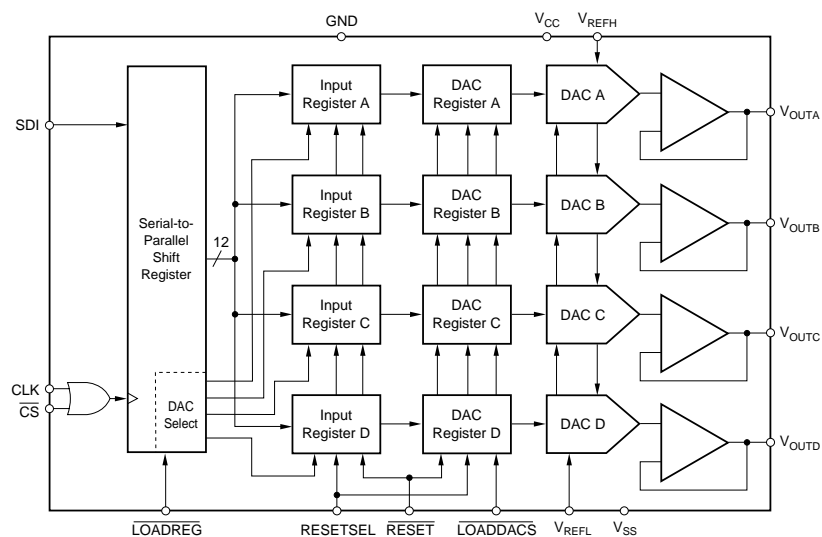 GND
VCC
VREFH
Input
Register A
DAC
Register A
DAC A
SDI
VOUTA
Serial-to-
Parallel
Shift
Register
12
Input
Register B
DAC
Register B
DAC B
VOUTB
Input
Register C
DAC
Register C
DAC C
VOUTC
CLK
CS
DAC
Select
Input
Register D
DAC
Register D
DAC D
VOUTD
LOADREG
RESETSEL
RESET
LOADDACS
VREFL
VSS